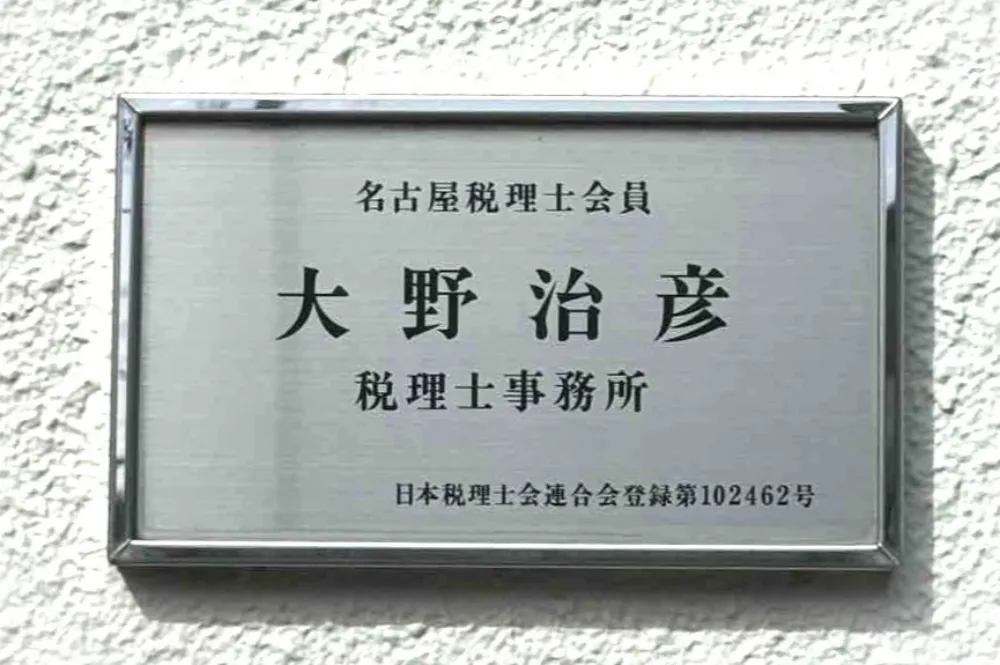 名古屋税理士会員
大野治彦
税理士事務所
日本税理士会連合会登録第102462号